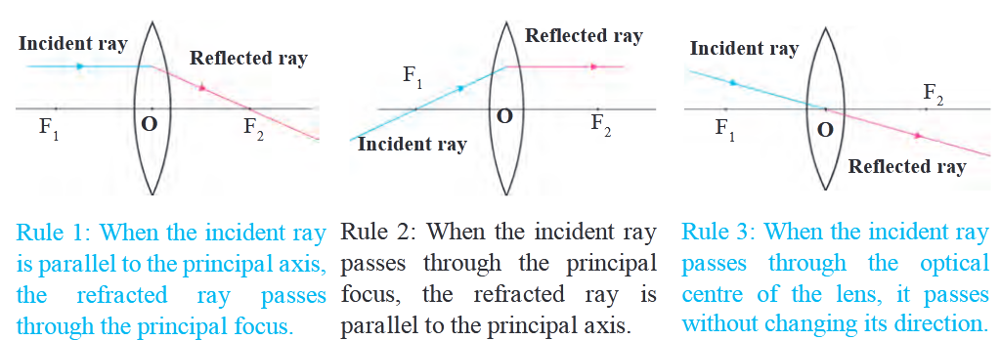 Incident ray
Reflected ray
F1
O
F2
Reflected ray
F1
O
F2
Incident ray
Incident ray
F2
F1
O
Reflected ray
Rule 1: When the incident ray
is parallel to the principal axis,
the refracted ray passes
through the principal focus.
Rule 2: When the incident ray
passes through the principal
focus, the refracted ray is
parallel to the principal axis.
Rule 3: When the incident ray
passes through the optical
centre of the lens, it passes
without changing its direction.